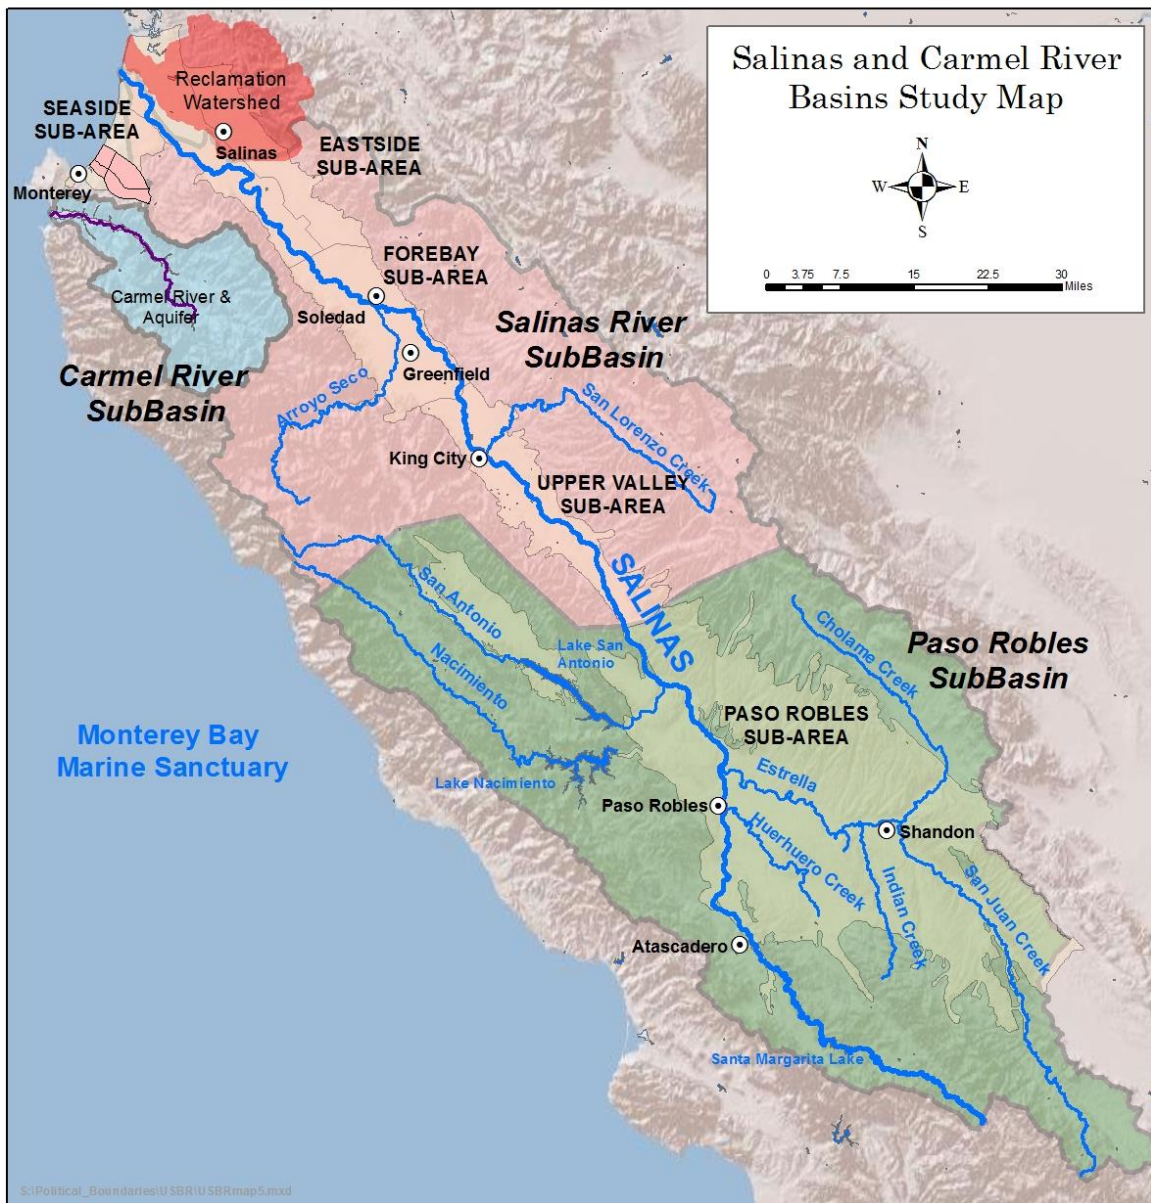 Salinas and Carmel River
Basins Study Map
N
W
E
S
0 3.75 7.5 15 22.5 30
Miles
Reclamation
Watershed
SEASIDE
SUB-AREA
Salinas
EASTSIDE
SUB-AREA
Monterey
FOREBAY
SUB-AREA
Carmel River &
Aquifer
Soledad
Salinas River
SubBasin
Greenfield
Carmel River
SubBasin
Arroyo Seco
San Lorenzo Creek
King City
UPPER VALLEY
SUB-AREA
SALINAS
San Antonio
Cholame Creek
Lake San
Antonio
Nacimiento
Paso Robles
SubBasin
PASO ROBLES
SUB-AREA
Monterey Bay
Marine Sanctuary
Estrella
Lake Nacimiento
Paso Robles
Huerhuero Creek
Shandon
Indian Creek
San Juan Creek
Atascadero
Santa Margarita Lake
S:\Political_Boundaries\USBR\USBRmap5.mxd